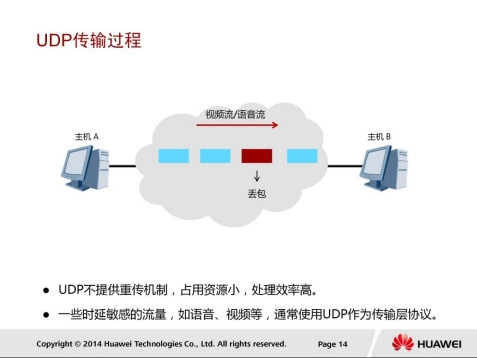 UDP传输过程
视频流/语音流
主机 A
主机 B
丢包
● UDP不提供重传机制，占用资源小，处理效率高。
● 一些时延敏感的流量，如语音、视频等，通常使用UDP作为传输层协议。
Copyright © 2014 Huawei Technologies Co., Ltd. All rights reserved. Page 14 HUAWEI